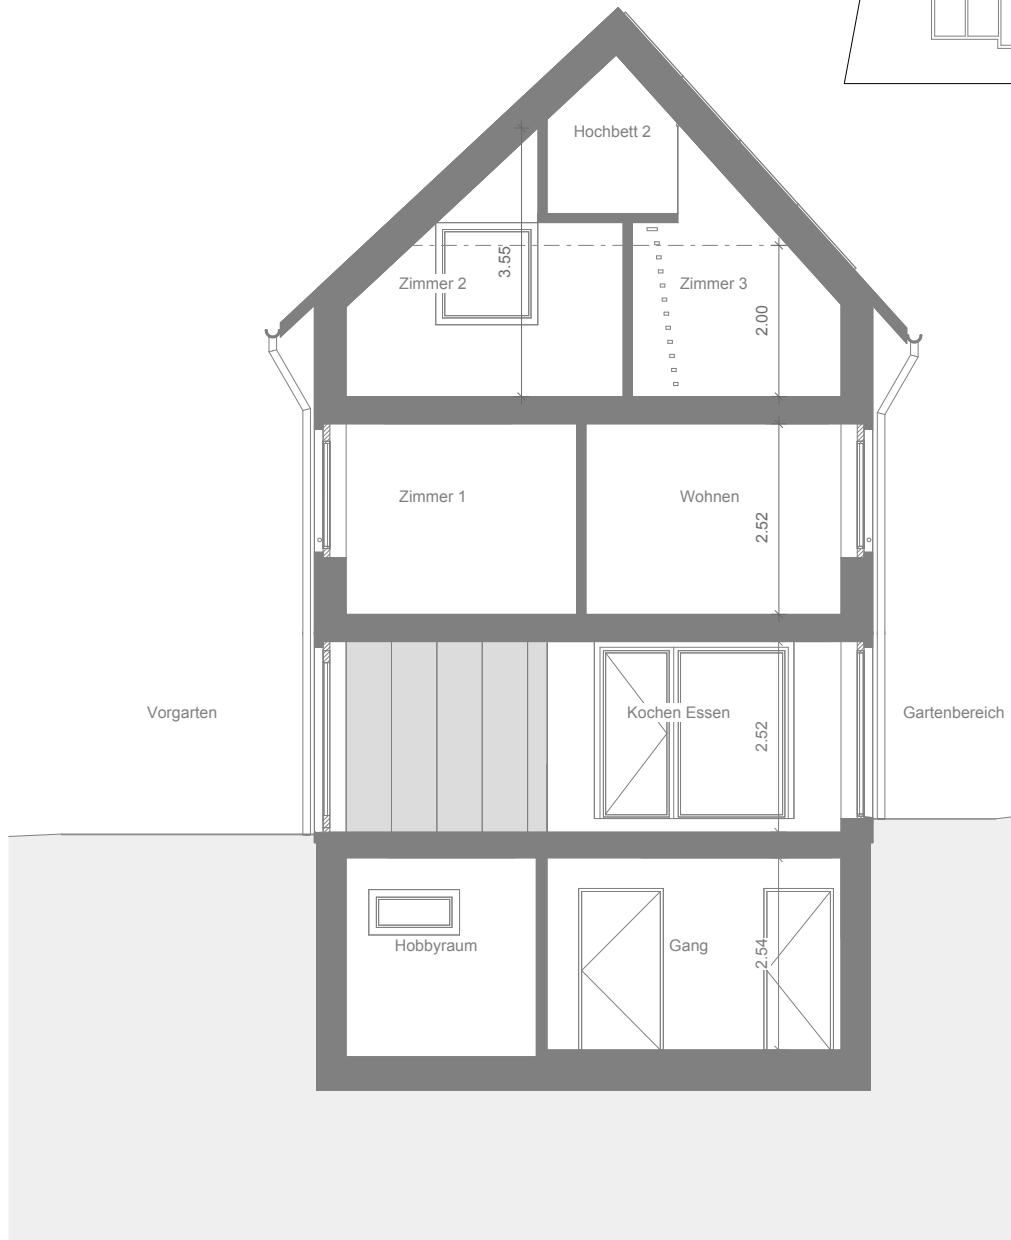 Hochbett 2
3.55
Zimmer 2
Zimmer 3
2.00
Zimmer 1
Wohnen
2.52
Vorgarten
Kochen Essen
Gartenbereich
2.52
Hobbyraum
Gang
2.54